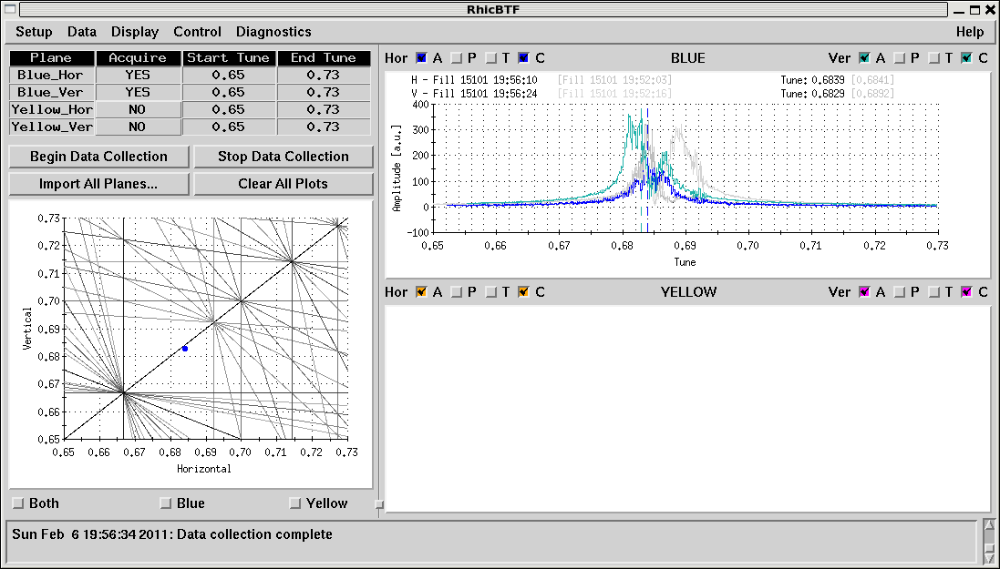 RhicBTF
Setup Data Display Control Diagnostics Help
Plane Acquire Start Tune End Tune
Blue_Hor YES 0.65 0.73
Blue_Ver YES 0.65 0.73
Yellow_Hor NO 0.65 0.73
Yellow_Ver NO 0.65 0.73
Begin Data Collection Stop Data Collection
Import All Planes... Clear All Plots
0.73
0.72
0.71
0.70
0.69
0.68
0.67
0.66
0.65
Vertical
0.65 0.66 0.67 0.68 0.69 0.70 0.71 0.72 0.73
Horizontal
Both Blue Yellow
Hor A P T C BLUE Ver A P T C
H - Fill 15101 19:56:10 [Fill 15101 19:52:03] Tune: 0.6839 [0.6841]
V - Fill 15101 19:56:24 [Fill 15101 19:52:16] Tune: 0.6829 [0.6892]
400
300
200
100
0
-100
Amplitude [a.u.]
0.65 0.66 0.67 0.68 0.69 0.70 0.71 0.72 0.73
Tune
Hor A P T C YELLOW Ver A P T C
Sun Feb 6 19:56:34 2011: Data collection complete